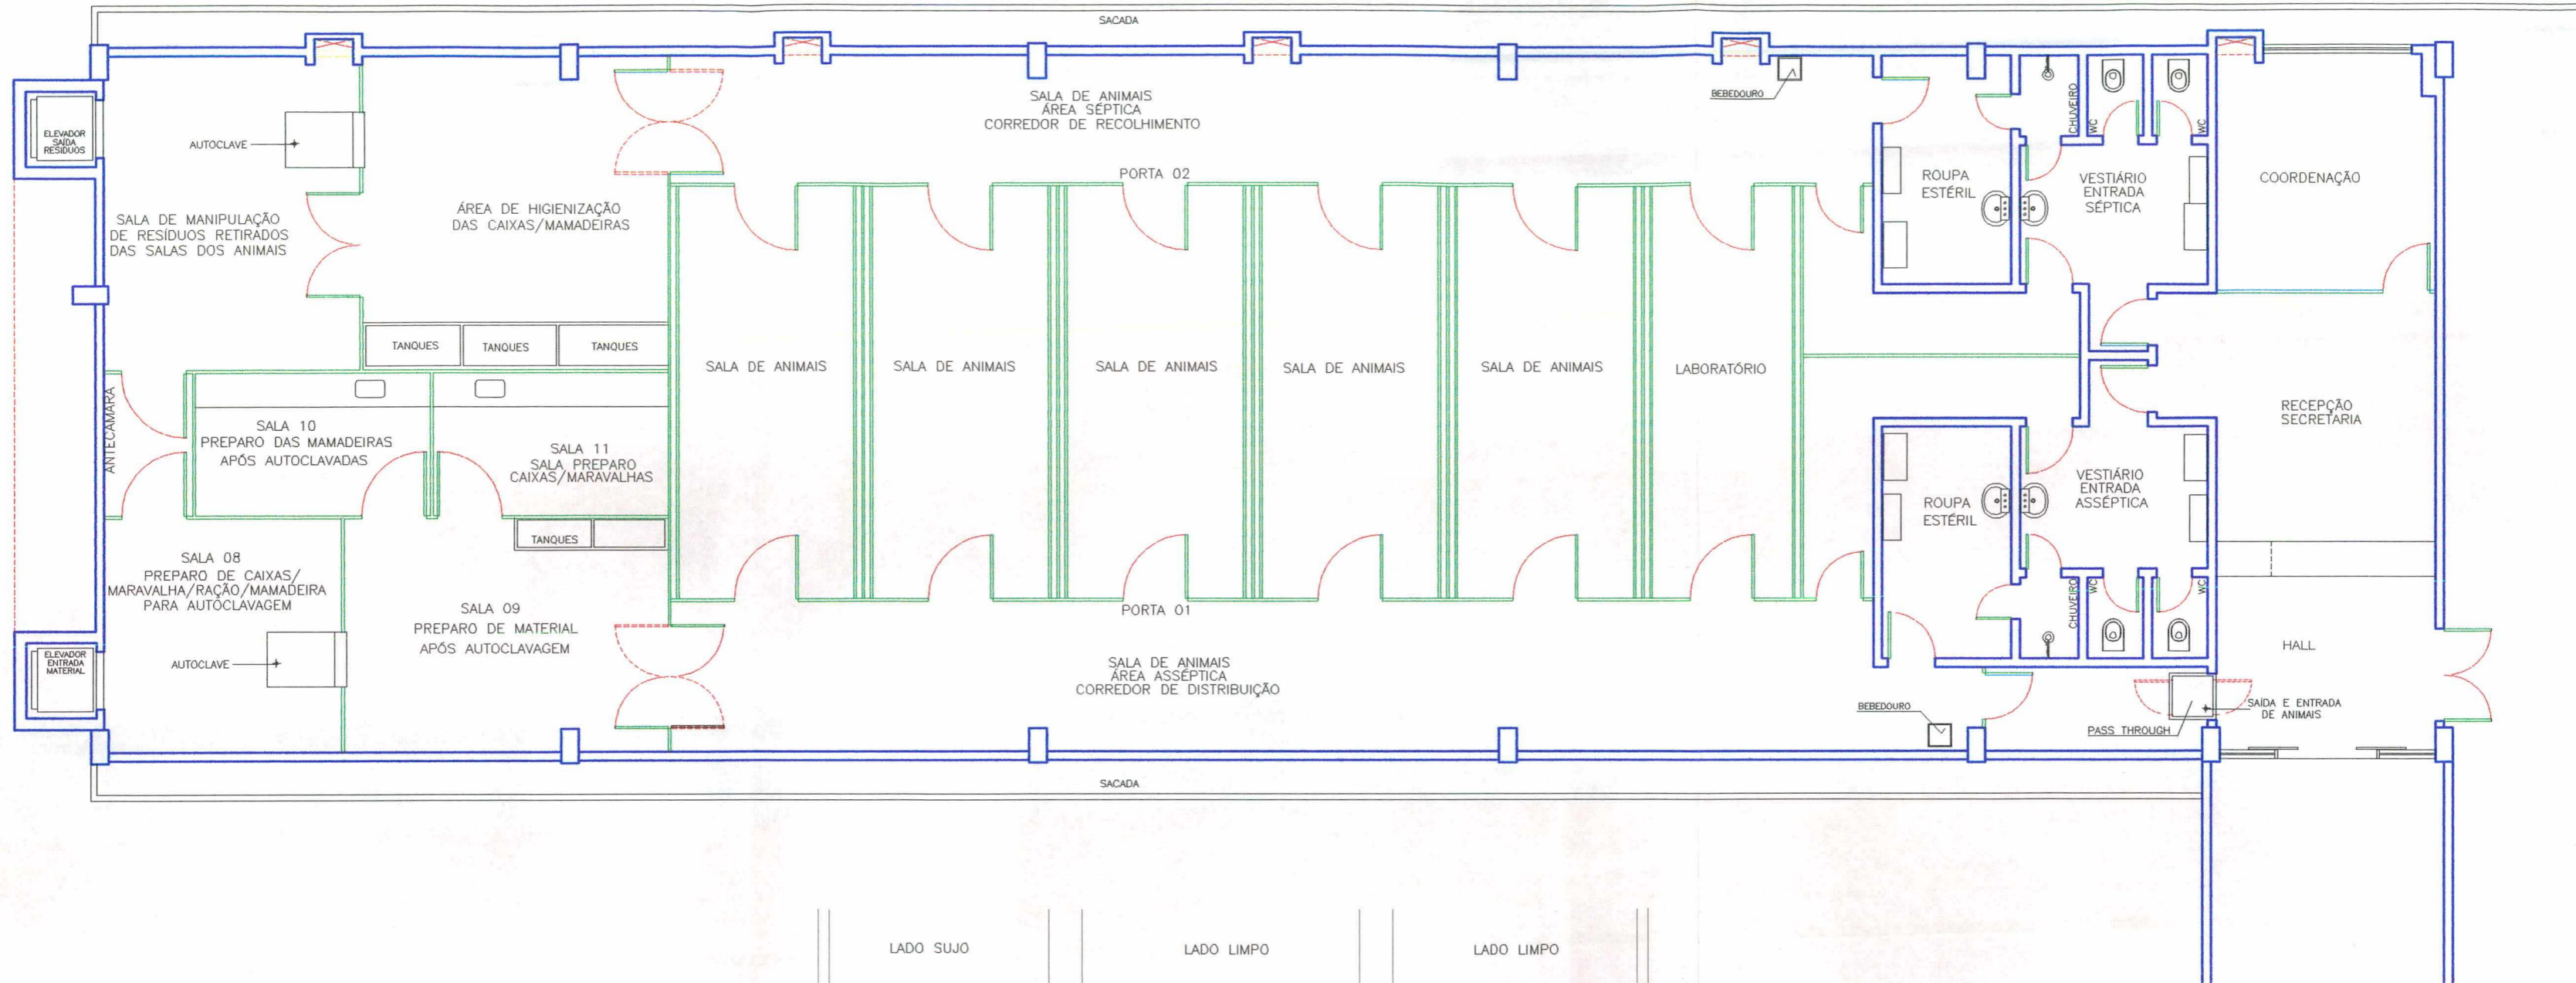 SACADA
ELEVADOR
SAÍDA
RESÍDUOS
AUTOCLAVE
SALA DE MANIPULAÇÃO
DE RESÍDUOS RETIRADOS
DAS SALAS DOS ANIMAIS
ÁREA DE HIGIENIZAÇÃO
DAS CAIXAS/MAMADEIRAS
TANQUES
TANQUES
TANQUES
SALA DE ANIMAIS
ÁREA SÉPTICA
CORREDOR DE RECOLHIMENTO
PORTA 02
BEBEDOURO
ROUPA
ESTÉRIL
CHUVEIRO
WC
WC
VESTIÁRIO
ENTRADA
SÉPTICA
COORDENAÇÃO
ANTECÂMARA
SALA 10
PREPARO DAS MAMADEIRAS
APÓS AUTOCLAVADAS
SALA 11
SALA PREPARO
CAIXAS/MARAVALHAS
SALA DE ANIMAIS
SALA DE ANIMAIS
SALA DE ANIMAIS
SALA DE ANIMAIS
SALA DE ANIMAIS
LABORATÓRIO
RECEPÇÃO
SECRETARIA
ROUPA
ESTÉRIL
VESTIÁRIO
ENTRADA
ASSÉPTICA
CHUVEIRO
WC
WC
TANQUES
SALA 08
PREPARO DE CAIXAS/
MARAVALHA/RAÇÃO/MAMADEIRA
PARA AUTOCLAVAGEM
AUTOCLAVE
ELEVADOR
ENTRADA
MATERIAL
SALA 09
PREPARO DE MATERIAL
APÓS AUTOCLAVAGEM
PORTA 01
SALA DE ANIMAIS
ÁREA ASSÉPTICA
CORREDOR DE DISTRIBUIÇÃO
BEBEDOURO
HALL
SAÍDA E ENTRADA
DE ANIMAIS
PASS THROUGH
SACADA
LADO SUJO
LADO LIMPO
LADO LIMPO